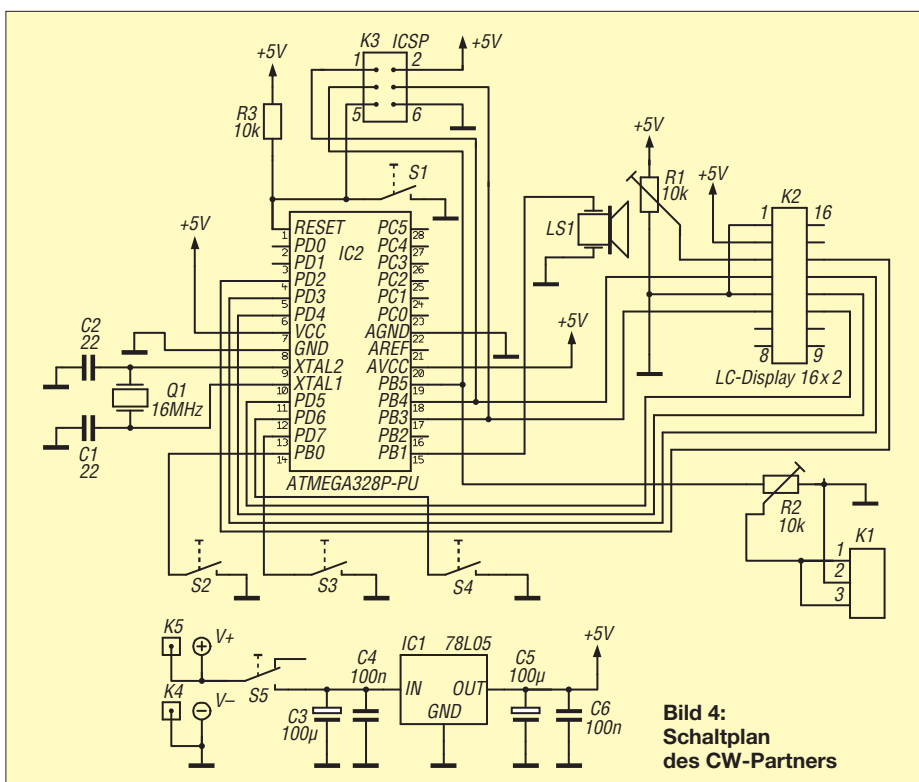 K3 ICSP
+5V
1 2
+5V
5 6
R3
10k
S1
+5V
+5V
R1
10k
+5V
K2
1 16
8 9
LC-Display 16 x 2
LS1
+5V
IC2
RESET
PD0
PD1
PD2
PD3
PD4
VCC
GND
XTAL2
XTAL1
PD5
PD6
PD7
PB0
1
2
3
4
5
6
7
8
9
10
11
12
13
14
PC5
PC4
PC3
PC2
PC1
PC0
AGND
AREF
AVCC
PB5
PB4
PB3
PB2
PB1
28
27
26
25
24
23
22
21
20
19
18
17
16
15
ATMEGA328P-PU
+5V
C2
22
Q1
16MHz
C1
22
S2
S3
S4
R2
10k
K1
1
2
3
K5
V+
K4
V–
S5
C3
100µ
C4
100n
IC1 78L05
IN OUT
GND
C5
100µ
C6
100n
+5V
Bild 4:
Schaltplan
des CW-Partners